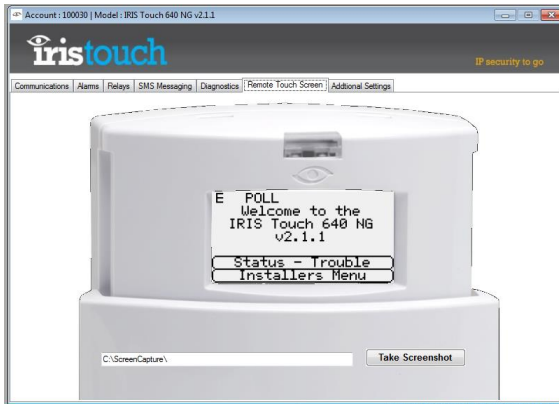 Account : 100030 | Model : IRIS Touch 640 NG v2.1.1
iristouch
IP security to go
Communications Alarms Relays SMS Messaging Diagnostics Remote Touch Screen Addtional Settings
E POLL
Welcome to the
IRIS Touch 640 NG
v2.1.1
Status - Trouble
Installers Menu
C:\ScreenCapture\ Take Screenshot